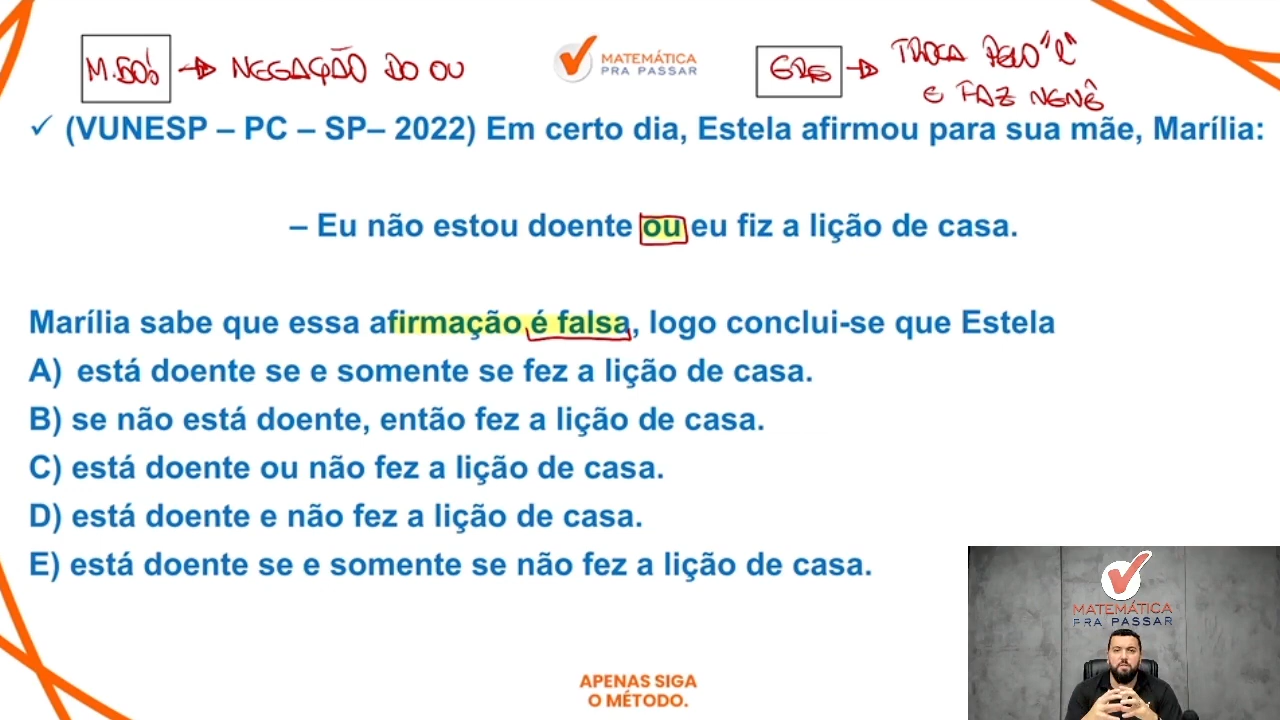 → NEGAÇÃO DO OU
MATEMÁTICA
PRA PASSAR
→ TROCA PELO "E"
E FAZ NENÊ
✓ (VUNESP – PC – SP– 2022) Em certo dia, Estela afirmou para sua mãe, Marília:
– Eu não estou doente ou eu fiz a lição de casa.
Marília sabe que essa afirmação é falsa, logo conclui-se que Estela
A) está doente se e somente se fez a lição de casa.
B) se não está doente, então fez a lição de casa.
C) está doente ou não fez a lição de casa.
D) está doente e não fez a lição de casa.
E) está doente se e somente se não fez a lição de casa.
MATEMÁTICA
PRA PASSAR
APENAS SIGA
O MÉTODO.